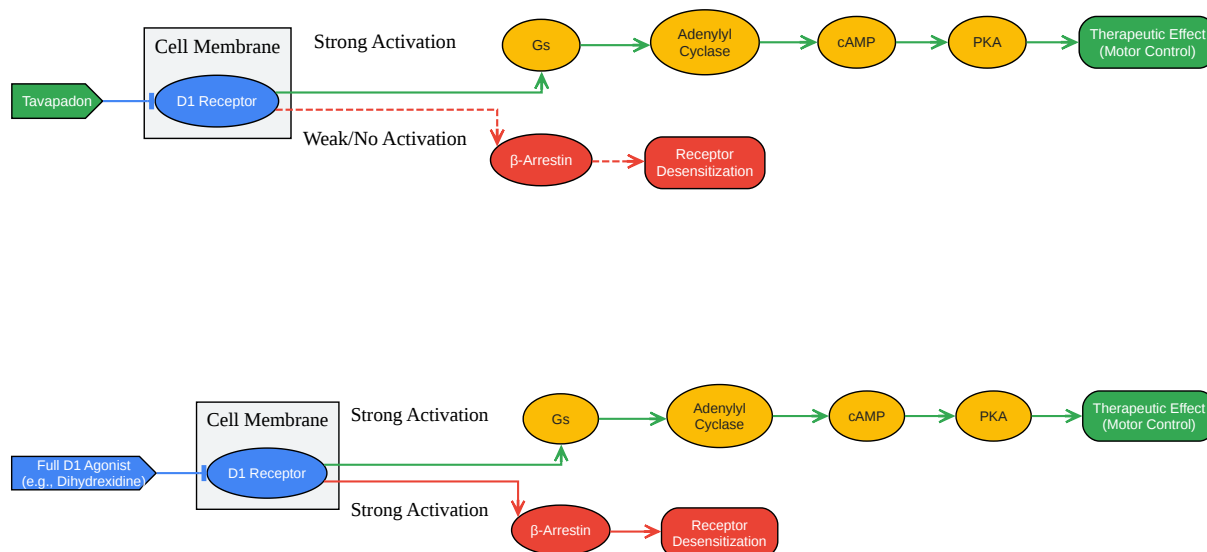 Cell Membrane
Strong Activation
Gs
Adenylyl
Cyclase
cAMP
PKA
Therapeutic Effect
(Motor Control)
Tavapadon
D1 Receptor
Weak/No Activation
β-Arrestin
Receptor
Desensitization
Cell Membrane
Strong Activation
Gs
Adenylyl
Cyclase
cAMP
PKA
Therapeutic Effect
(Motor Control)
Full D1 Agonist
(e.g., Dihydrexidine)
D1 Receptor
Strong Activation
β-Arrestin
Receptor
Desensitization